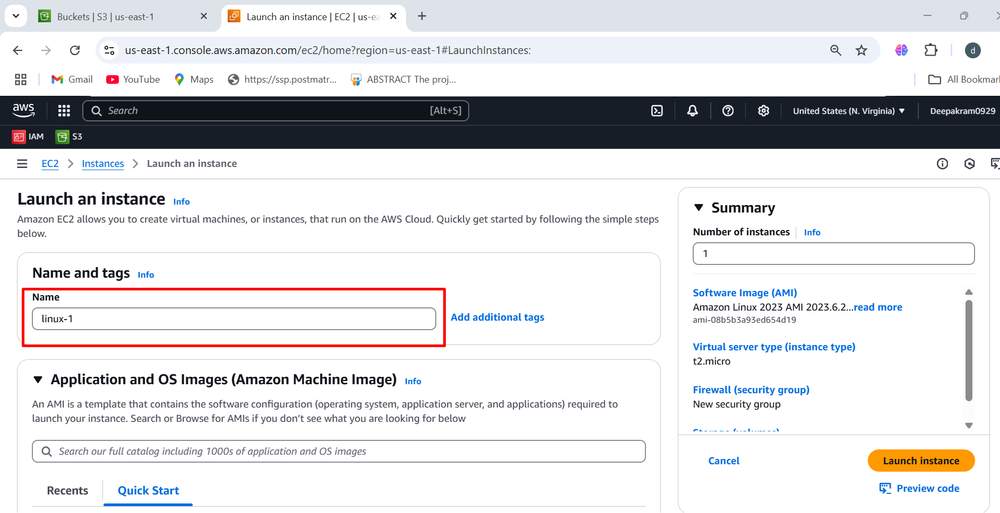 Buckets | S3 | us-east-1
Launch an instance | EC2 | us-ea
us-east-1.console.aws.amazon.com/ec2/home?region=us-east-1#LaunchInstances:
d
Gmail
YouTube
Maps
https://ssp.postmatr...
ABSTRACT The proj...
All Bookmar
aws
Search
[Alt+S]
United States (N. Virginia)
Deepakram0929
IAM
S3
EC2
Instances
Launch an instance
Launch an instance Info
Amazon EC2 allows you to create virtual machines, or instances, that run on the AWS Cloud. Quickly get started by following the simple steps
below.
Name and tags Info
Name
linux-1
Add additional tags
Application and OS Images (Amazon Machine Image) Info
An AMI is a template that contains the software configuration (operating system, application server, and applications) required to
launch your instance. Search or Browse for AMIs if you don’t see what you are looking for below
Search our full catalog including 1000s of application and OS images
Recents
Quick Start
Summary
Number of instances Info
1
Software Image (AMI)
Amazon Linux 2023 AMI 2023.6.2...read more
ami-08b5b3a93ed654d19
Virtual server type (instance type)
t2.micro
Firewall (security group)
New security group
Storage (volumes)
Cancel
Launch instance
Preview code